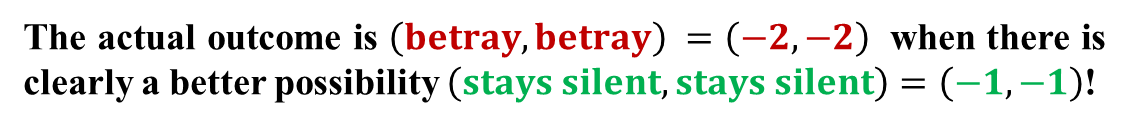 The actual outcome is (betray, betray) = (−2, −2) when there is
clearly a better possibility (stays silent, stays silent) = (−1, −1)!